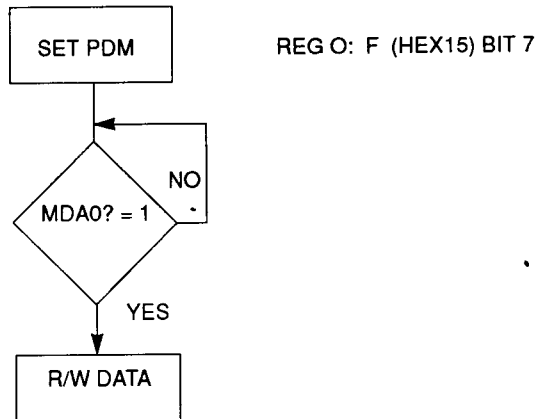 SET PDM
REG O: F (HEX15) BIT 7
NO
MDA0? = 1
YES
R/W DATA